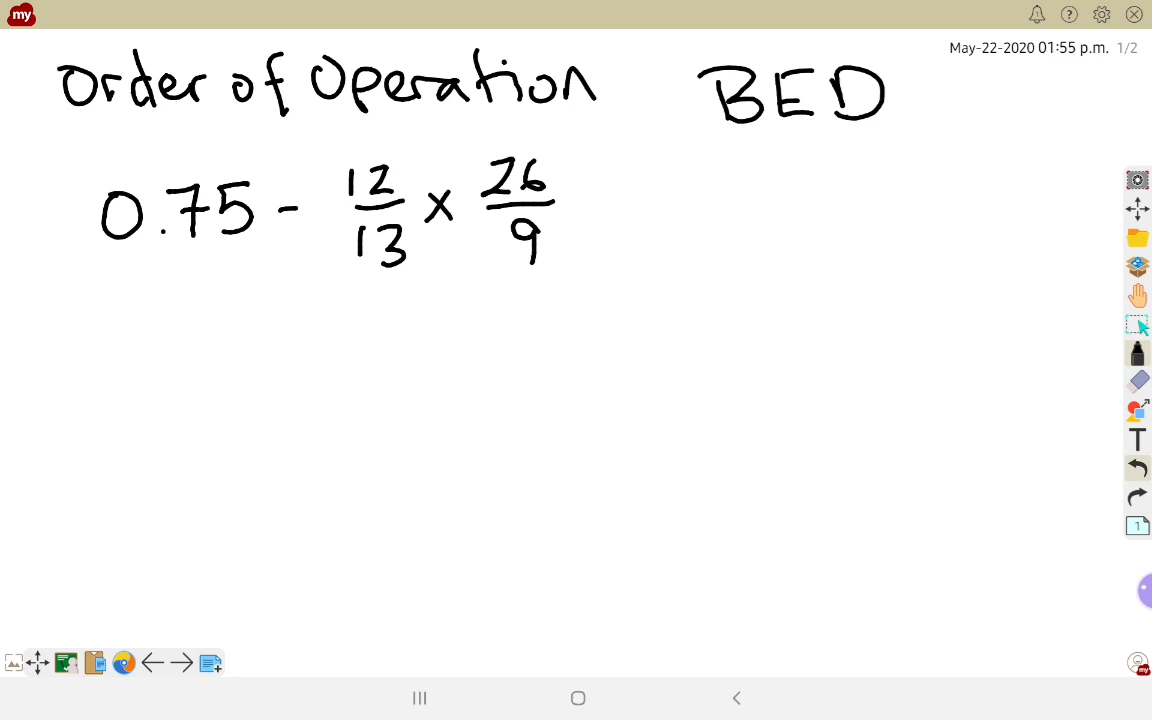 my
May-22-2020 01:55 p.m. 1/2
Order of Operation BED
0.75 - 12/13 × 26/9
T
1
my